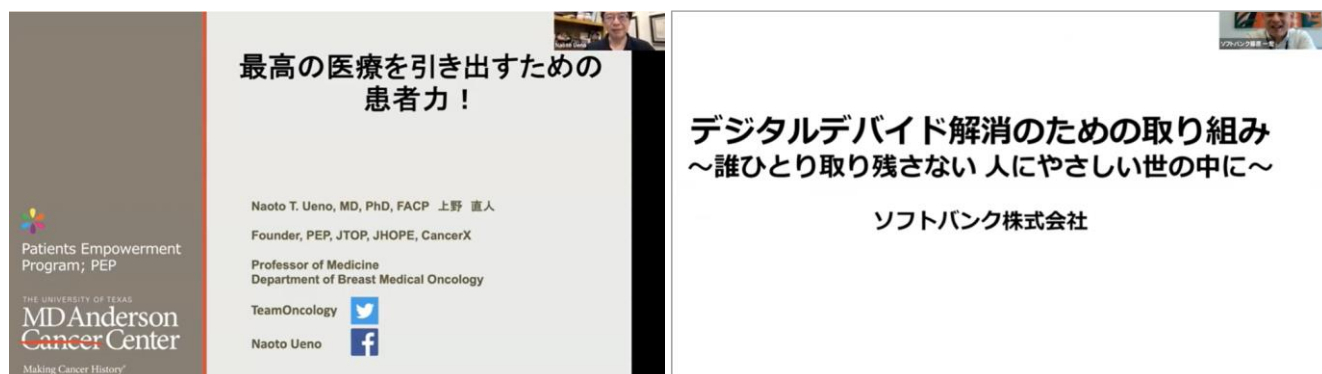 Naoto Ueno
最高の医療を引き出すための
患者力！
Naoto T. Ueno, MD, PhD, FACP 上野 直人
Founder, PEP, JTOP, JHOPE, CancerX
Professor of Medicine
Department of Breast Medical Oncology
TeamOncology
Naoto Ueno
Patients Empowerment
Program; PEP
THE UNIVERSITY OF TEXAS
MD Anderson
Cancer Center
Making Cancer History®
デジタルデバイド解消のための取り組み
～誰ひとり取り残さない 人にやさしい世の中に～
ソフトバンク株式会社